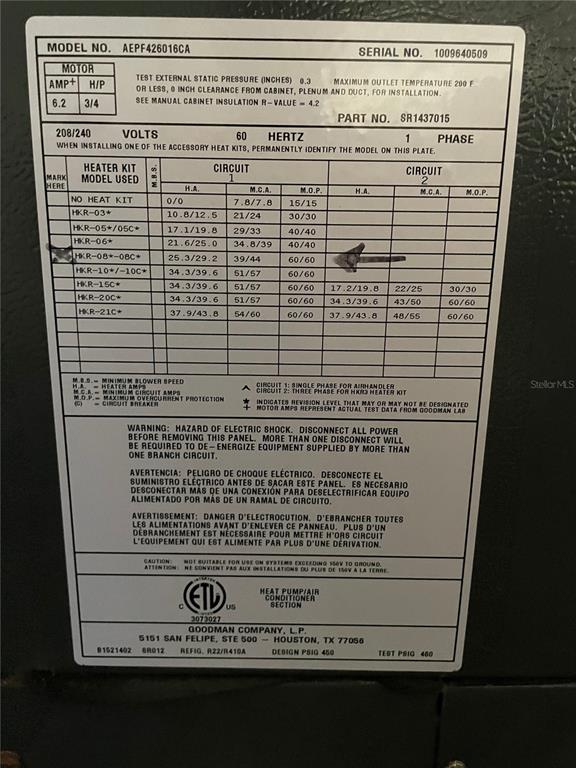 MODEL NO. AEPF426016CA SERIAL NO. 1009640509
MOTOR
AMP+ H/P
6.2 3/4
TEST EXTERNAL STATIC PRESSURE (INCHES) 0.3 MAXIMUM OUTLET TEMPERATURE 200 F
OR LESS, 0 INCH CLEARANCE FROM CABINET, PLENUM AND DUCT, FOR INSTALLATION.
SEE MANUAL CABINET INSULATION R-VALUE = 4.2
PART NO. SR1437015
208/240 VOLTS 60 HERTZ 1 PHASE
WHEN INSTALLING ONE OF THE ACCESSORY HEAT KITS, PERMANENTLY IDENTIFY THE MODEL ON THIS PLATE.
MARK HERE HEATER KIT MODEL USED M.B.S. CIRCUIT 1 CIRCUIT 2
H.A. M.C.A. M.O.P. H.A. M.C.A. M.O.P.
NO HEAT KIT 0/0 7.8/7.8 15/15
HKR-03* 10.8/12.5 21/24 30/30
HKR-05*/05C* 17.1/19.8 29/33 40/40
HKR-06* 21.6/25.0 34.8/39 40/40
HKR-08*-08C* 25.3/29.2 39/44 60/60
HKR-10*/-10C* 34.3/39.6 51/57 60/60
HKR-15C* 34.3/39.6 51/57 60/60 17.2/19.8 22/25 30/30
HKR-20C* 34.3/39.6 51/57 60/60 34.3/39.6 43/50 60/60
HKR-21C* 37.9/43.8 54/60 60/60 37.9/43.8 48/55 60/60
M.B.S. = MINIMUM BLOWER SPEED
H.A. = HEATER AMPS
M.C.A. = MINIMUM CIRCUIT AMPS
M.O.P. = MAXIMUM OVERCURRENT PROTECTION
(C) = CIRCUIT BREAKER
^ CIRCUIT 1: SINGLE PHASE FOR AIRHANDLER
CIRCUIT 2: THREE PHASE FOR HKR3 HEATER KIT
* INDICATES REVISION LEVEL THAT MAY OR MAY NOT BE DESIGNATED
+ MOTOR AMPS REPRESENT ACTUAL TEST DATA FROM GOODMAN LAB
WARNING: HAZARD OF ELECTRIC SHOCK. DISCONNECT ALL POWER
BEFORE REMOVING THIS PANEL. MORE THAN ONE DISCONNECT WILL
BE REQUIRED TO DE-ENERGIZE EQUIPMENT SUPPLIED BY MORE THAN
ONE BRANCH CIRCUIT.
AVERTENCIA: PELIGRO DE CHOQUE ELÉCTRICO. DESCONECTE EL
SUMINISTRO ELÉCTRICO ANTES DE SACAR ESTE PANEL. ES NECESARIO
DESCONECTAR MÁS DE UNA CONEXIÓN PARA DESELECTRIFICAR EQUIPO
ALIMENTADO POR MÁS DE UN RAMAL DE CIRCUITO.
AVERTISSEMENT: DANGER D'ELECTROCUTION. D'EBRANCHER TOUTES
LES ALIMENTATIONS AVANT D'ENLEVER CE PANNEAU. PLUS D'UN
DÉBRANCHEMENT EST NÉCESSAIRE POUR METTRE D'HORS CIRCUIT
L'EQUIPEMENT QUI EST ALIMENTE PAR PLUS D'UNE DÉRIVATION.
CAUTION: NOT SUITABLE FOR USE ON SYSTEMS EXCEEDING 150V TO GROUND.
ATTENTION: NE CONVIENT PAS AUX INSTALLATIONS DU PLUS DE 150V A LA TERRE.
INTERTEK
C ETL US
3073027
HEAT PUMP/AIR
CONDITIONER
SECTION
GOODMAN COMPANY, L.P.
5151 SAN FELIPE, STE 500 - HOUSTON, TX 77056
B1521402 6R012 REFIG. R22/R410A DESIGN PSIG 450 TEST PSIG 460
StellarMLS